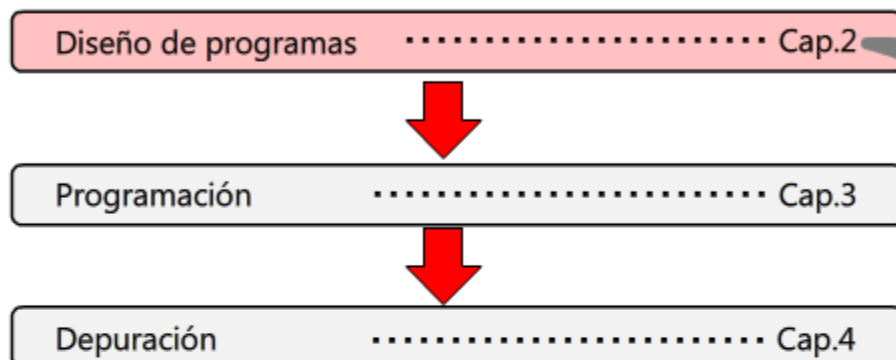 Diseño de programas ........................ Cap.2
Programación .......................... Cap.3
Depuración .......................... Cap.4